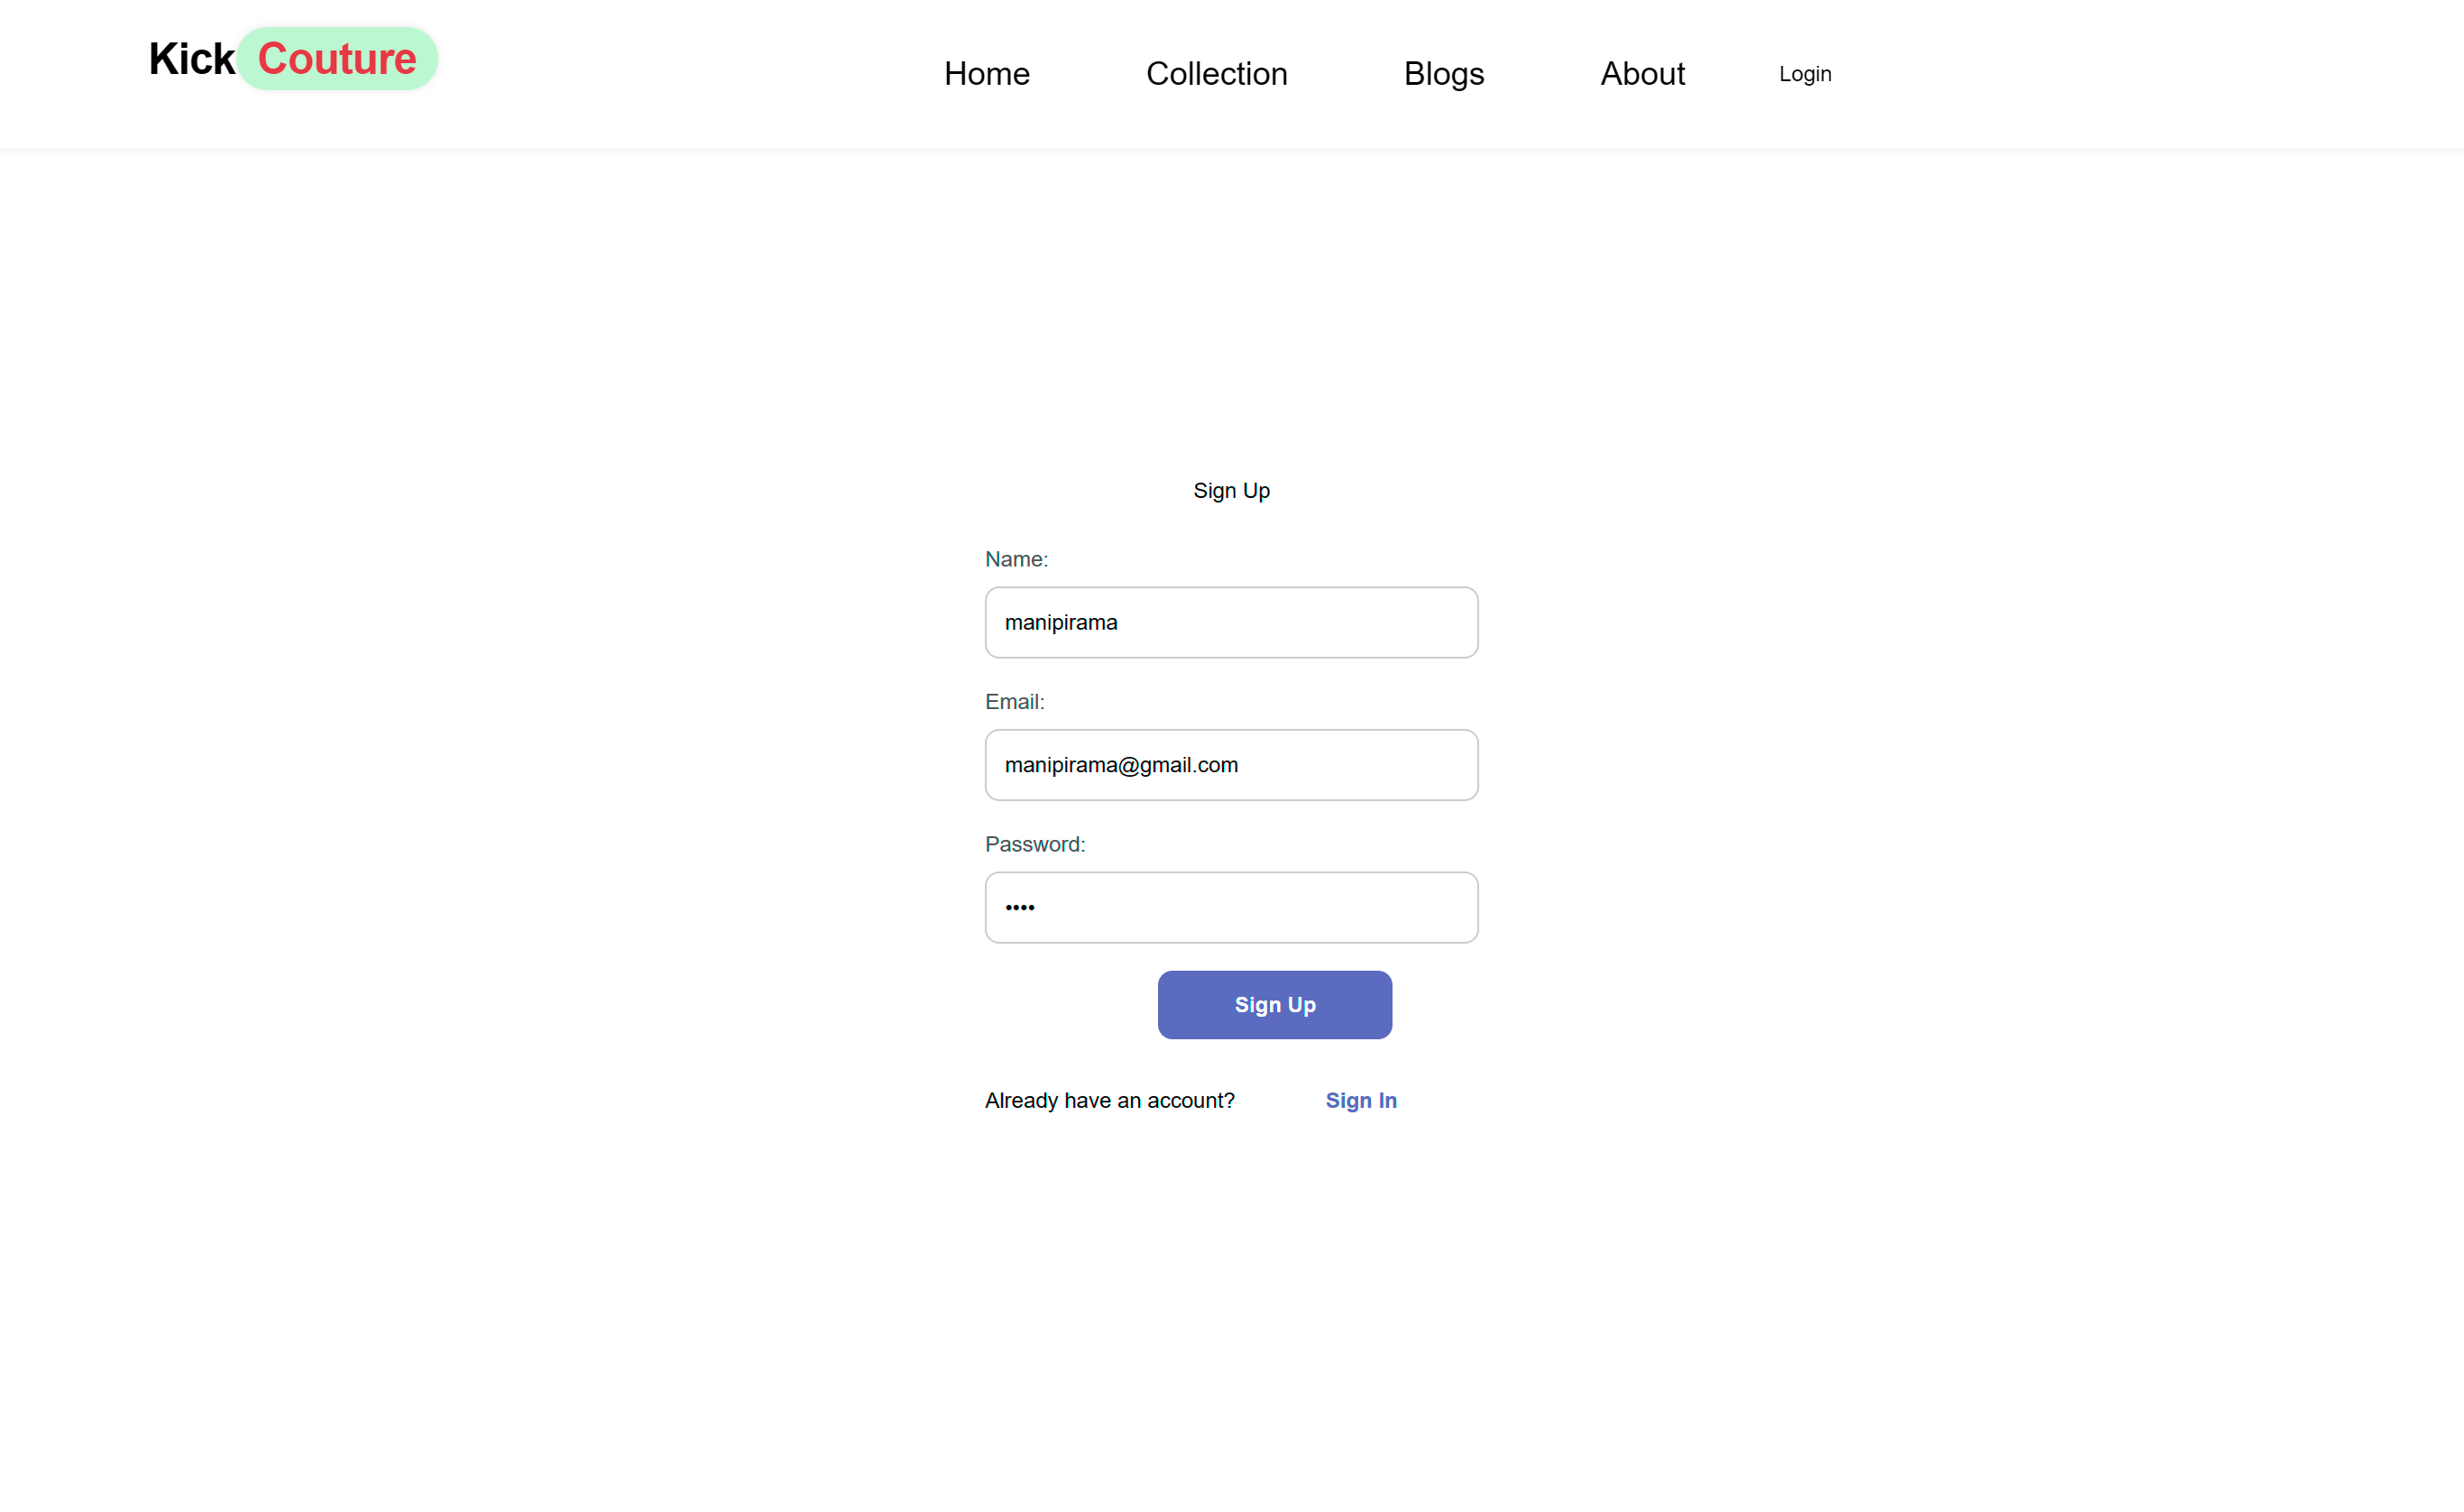 Kick Couture
Home Collection Blogs About Login
Sign Up
Name:
manipirama
Email:
manipirama@gmail.com
Password:
••••
Sign Up
Already have an account? Sign In